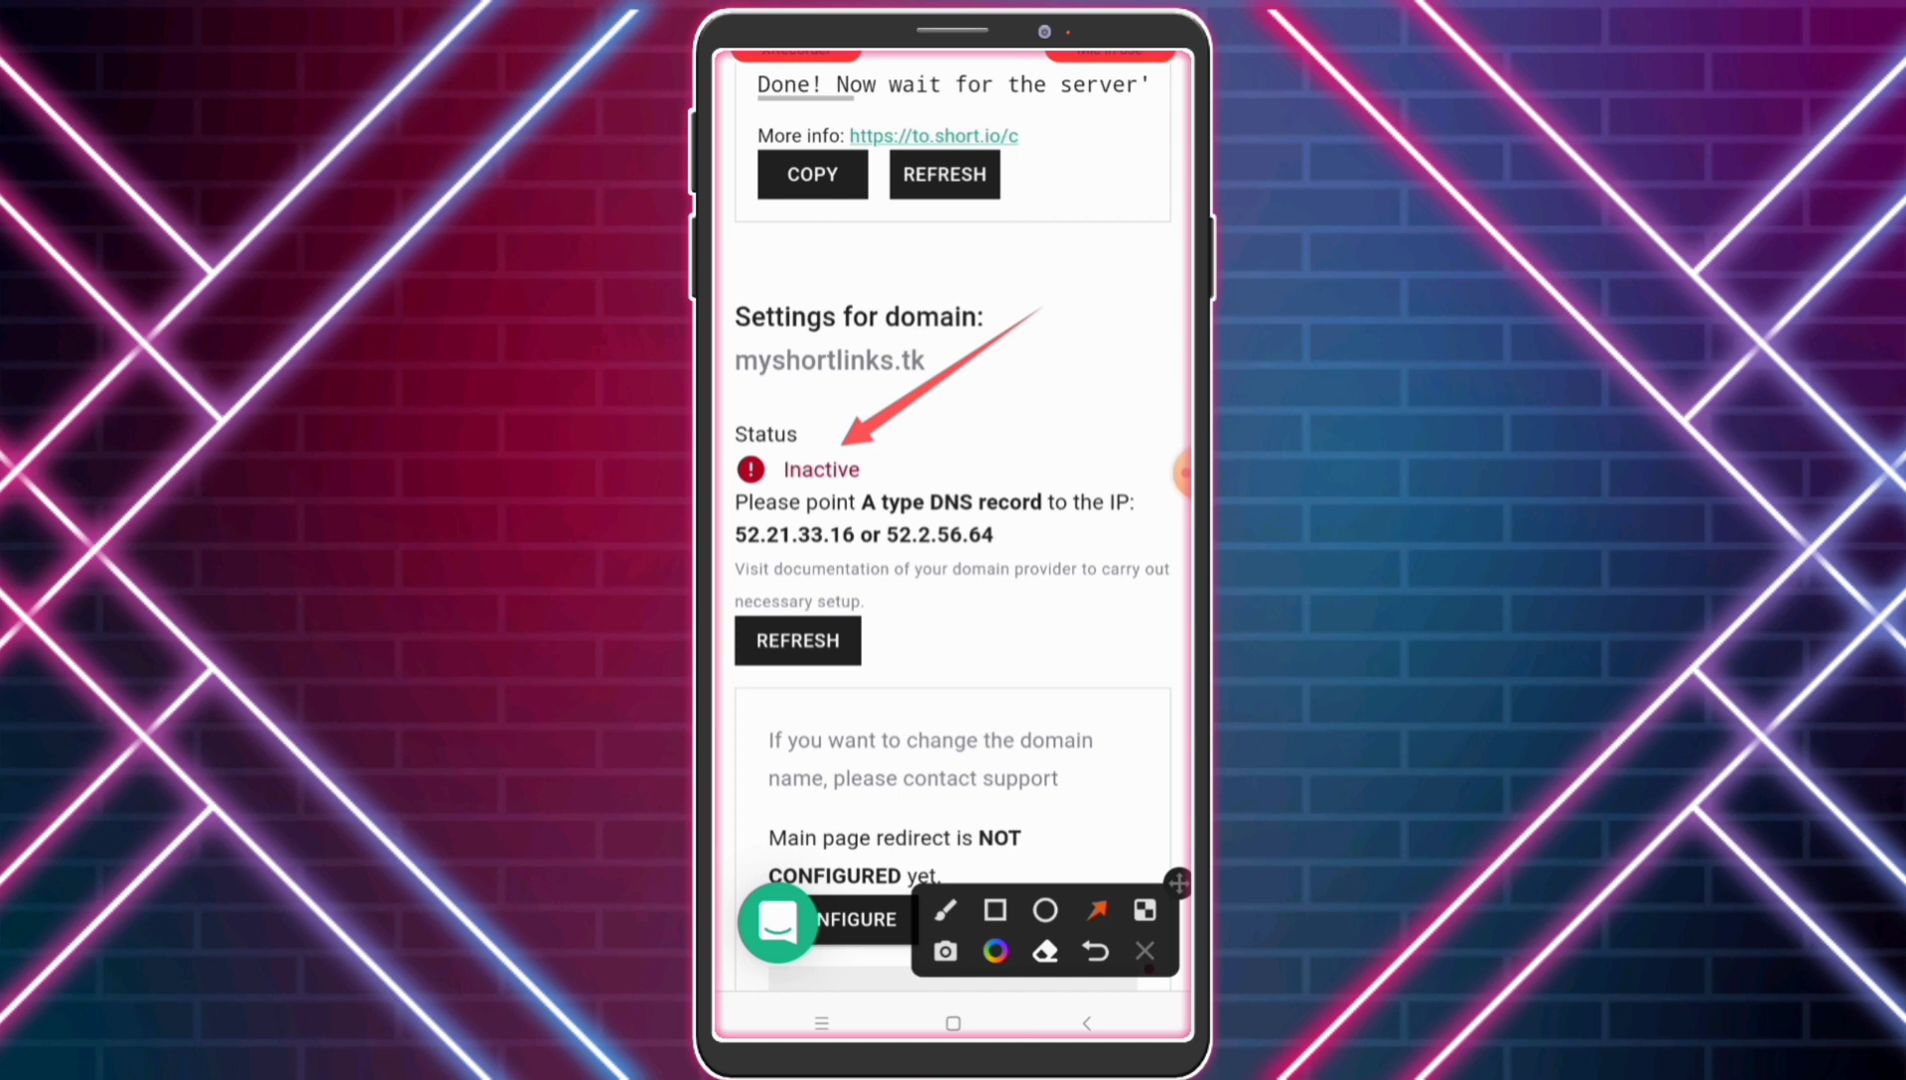 Done! Now wait for the server'
More info: https://to.short.io/c
COPY REFRESH
Settings for domain:
myshortlinks.tk
Status
! Inactive
Please point A type DNS record to the IP:
52.21.33.16 or 52.2.56.64
Visit documentation of your domain provider to carry out
necessary setup.
REFRESH
If you want to change the domain
name, please contact support
Main page redirect is NOT
CONFIGURED yet.
NFIGURE